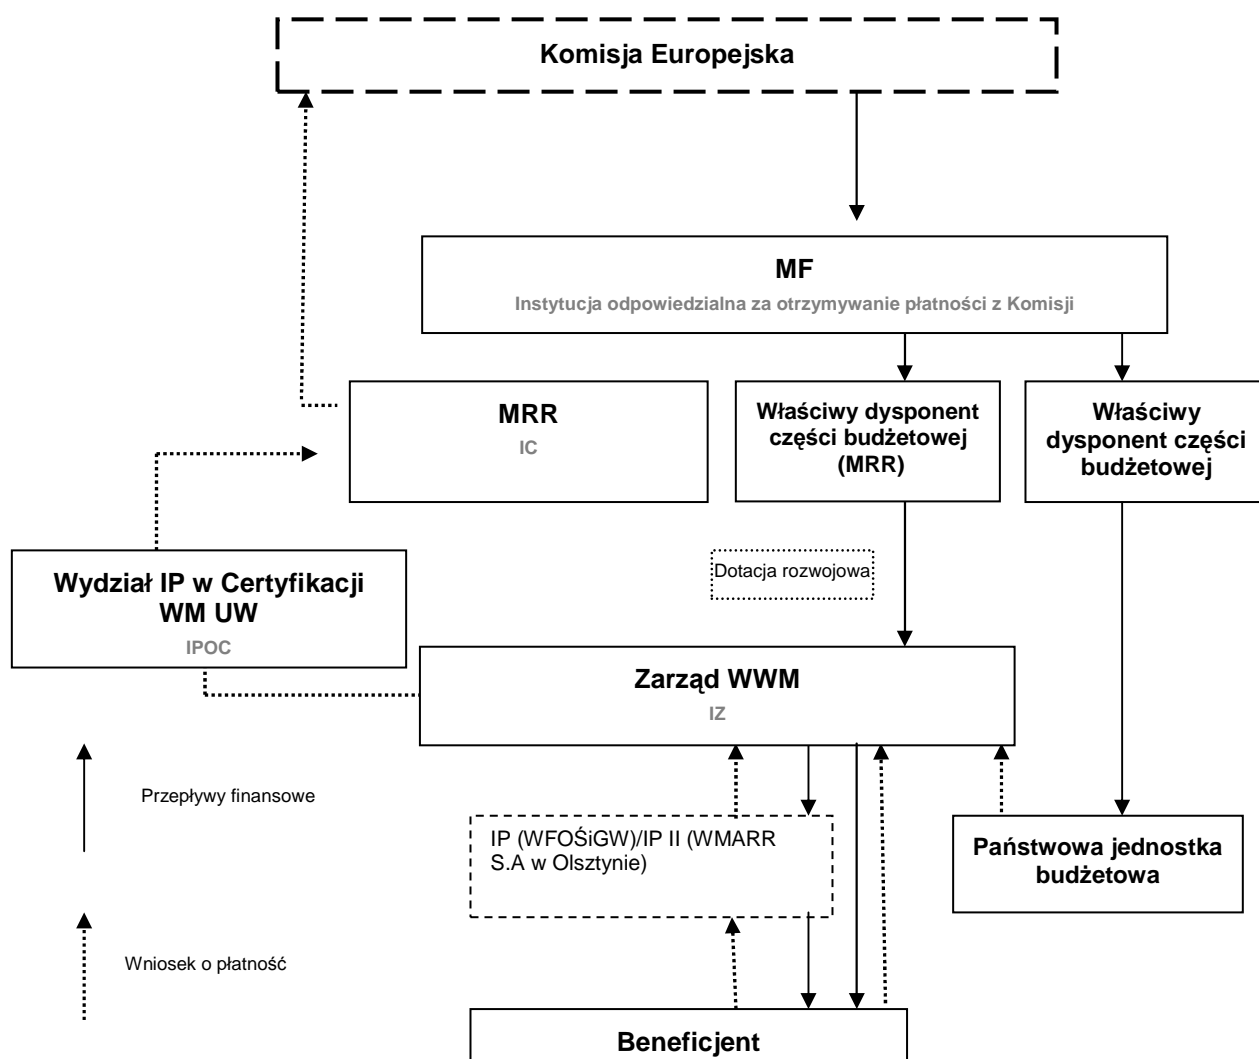 Komisja Europejska
MF
Instytucja odpowiedzialna za otrzymywanie płatności z Komisji
MRR
IC
Właściwy dysponent
części budżetowej
(MRR)
Właściwy
dysponent części
budżetowej
Wydział IP w Certyfikacji
WM UW
IPOC
Dotacja rozwojowa
Zarząd WWM
IZ
Przepływy finansowe
IP (WFOŚiGW)/IP II (WMARR
S.A w Olsztynie)
Państwowa jednostka
budżetowa
Wniosek o płatność
Beneficjent